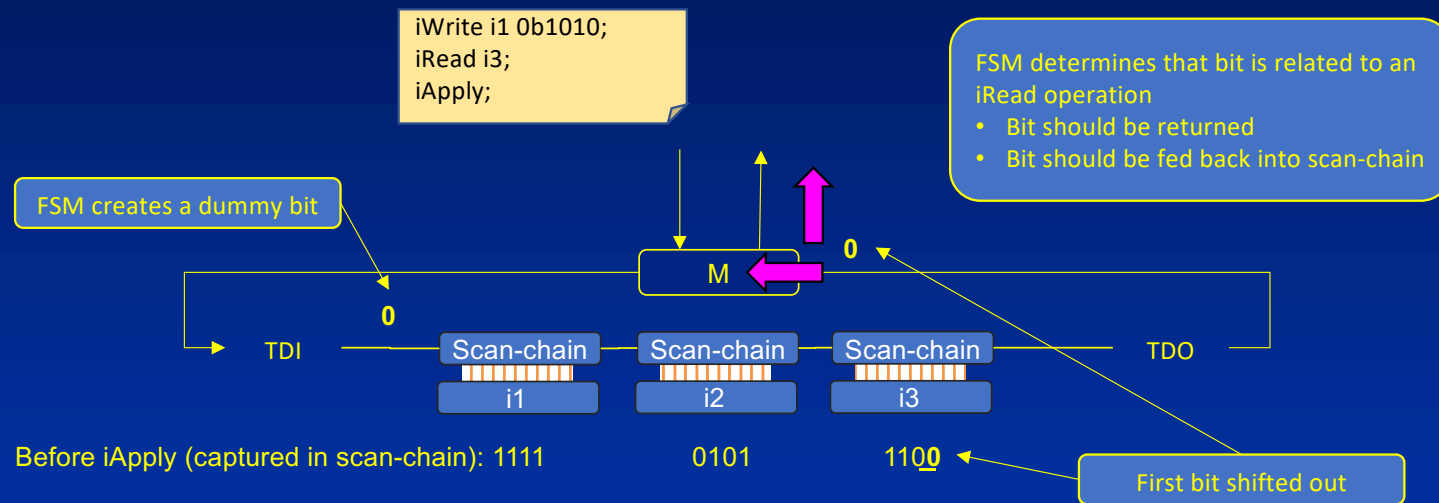 iWrite i1 0b1010;
iRead i3;
iApply;
FSM determines that bit is related to an
iRead operation
• Bit should be returned
• Bit should be fed back into scan-chain
FSM creates a dummy bit
0
M
0
TDI
Scan-chain
Scan-chain
Scan-chain
TDO
i1
i2
i3
Before iApply (captured in scan-chain): 1111 0101 1100
First bit shifted out